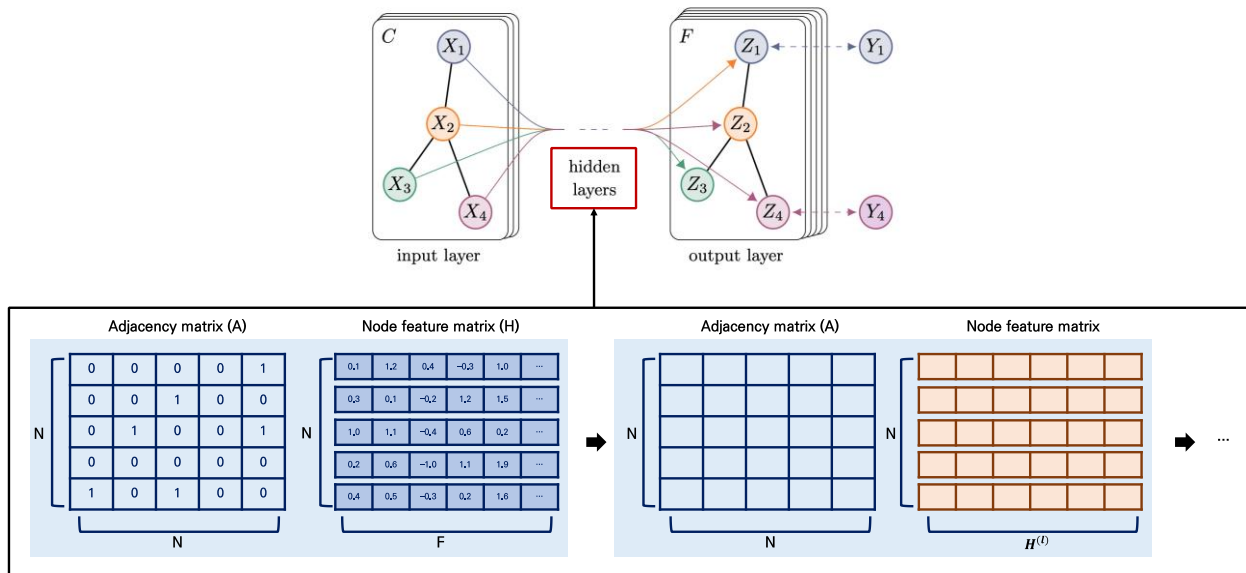 C
X1
X2
X3
X4
input layer
hidden
layers
F
Z1
Z2
Z3
Z4
output layer
Y1
Y4
Adjacency matrix (A)
N
0 0 0 0 1
0 0 1 0 0
0 1 0 0 1
0 0 0 0 0
1 0 1 0 0
N
Node feature matrix (H)
N
0.1 1.2 0.4 -0.3 1.0 ...
0.3 0.1 -0.2 1.2 1.5 ...
1.0 1.1 -0.4 0.6 0.2 ...
0.2 0.6 -1.0 1.1 1.9 ...
0.4 0.5 -0.3 0.2 1.6 ...
F
Adjacency matrix (A)
N
N
Node feature matrix
N
H^(l)
...